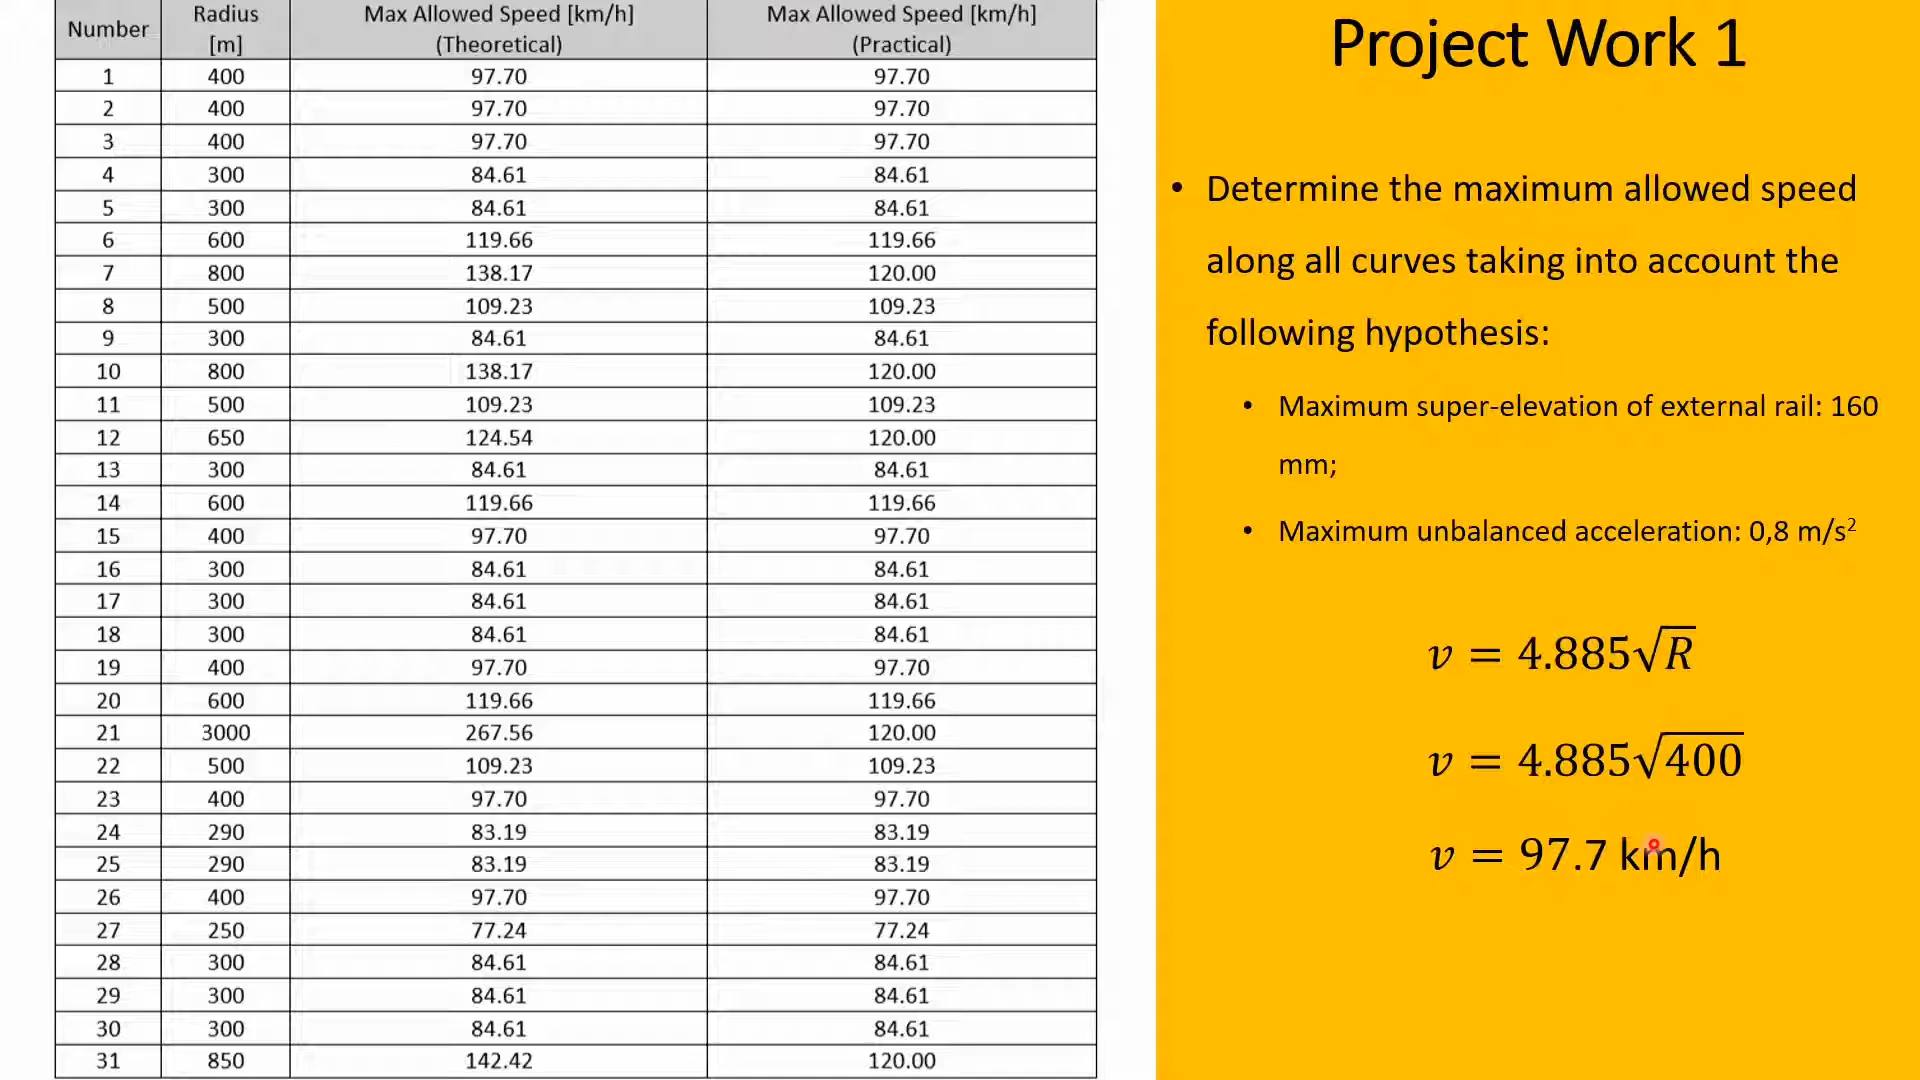 Number Radius [m] Max Allowed Speed [km/h] (Theoretical) Max Allowed Speed [km/h] (Practical)
1 400 97.70 97.70
2 400 97.70 97.70
3 400 97.70 97.70
4 300 84.61 84.61
5 300 84.61 84.61
6 600 119.66 119.66
7 800 138.17 120.00
8 500 109.23 109.23
9 300 84.61 84.61
10 800 138.17 120.00
11 500 109.23 109.23
12 650 124.54 120.00
13 300 84.61 84.61
14 600 119.66 119.66
15 400 97.70 97.70
16 300 84.61 84.61
17 300 84.61 84.61
18 300 84.61 84.61
19 400 97.70 97.70
20 600 119.66 119.66
21 3000 267.56 120.00
22 500 109.23 109.23
23 400 97.70 97.70
24 290 83.19 83.19
25 290 83.19 83.19
26 400 97.70 97.70
27 250 77.24 77.24
28 300 84.61 84.61
29 300 84.61 84.61
30 300 84.61 84.61
31 850 142.42 120.00
Project Work 1
• Determine the maximum allowed speed
along all curves taking into account the
following hypothesis:
• Maximum super-elevation of external rail: 160
mm;
• Maximum unbalanced acceleration: 0,8 m/s²
v = 4.885√R
v = 4.885√400
v = 97.7 km/h